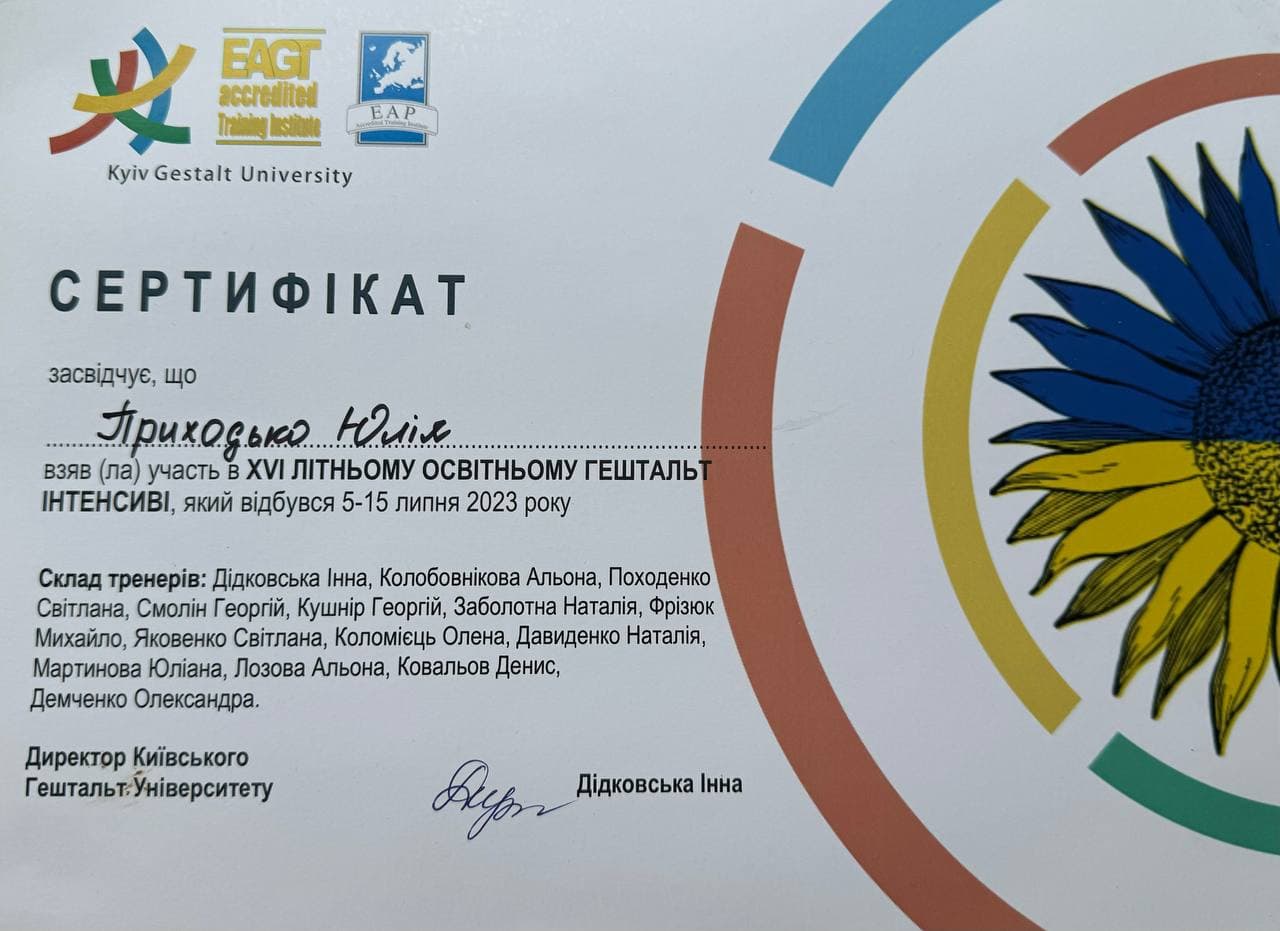 EAGT
accredited
Training Institute
EAP
Accredited Training Institute
Kyiv Gestalt University
СЕРТИФІКАТ
засвідчує, що
Приходько Юлія
взяв (ла) участь в XVI ЛІТНЬОМУ ОСВІТНЬОМУ ГЕШТАЛЬТ
ІНТЕНСИВІ, який відбувся 5-15 липня 2023 року
Склад тренерів: Дідковська Інна, Колобовнікова Альона, Походенко
Світлана, Смолін Георгій, Кушнір Георгій, Заболотна Наталія, Фрізюк
Михайло, Яковенко Світлана, Коломієць Олена, Давиденко Наталія,
Мартинова Юліана, Лозова Альона, Ковальов Денис,
Демченко Олександра.
Директор Київського
Гештальт Університету
Дідковська Інна